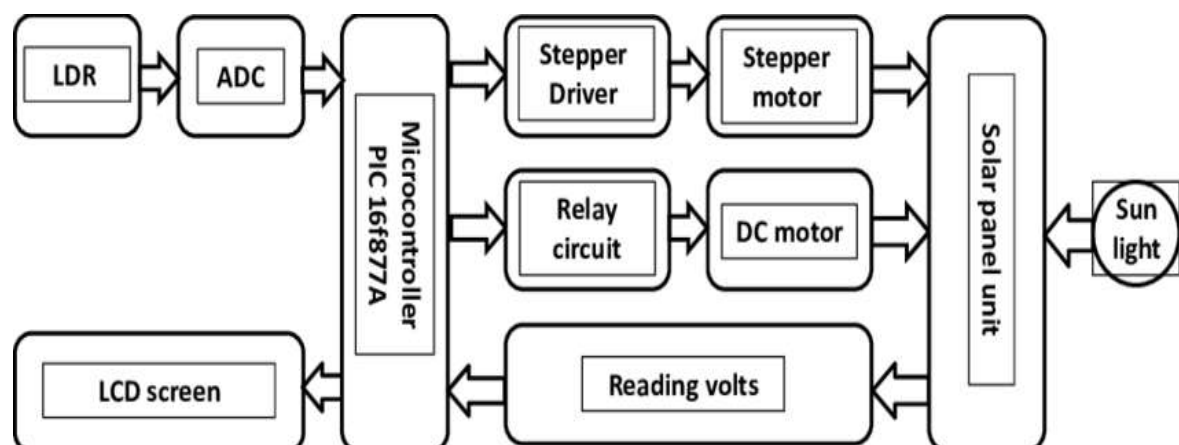 LDR
ADC
Microcontroller
PIC 16f877A
Stepper
Driver
Stepper
motor
Relay
circuit
DC motor
Solar panel unit
Sun
light
LCD screen
Reading volts